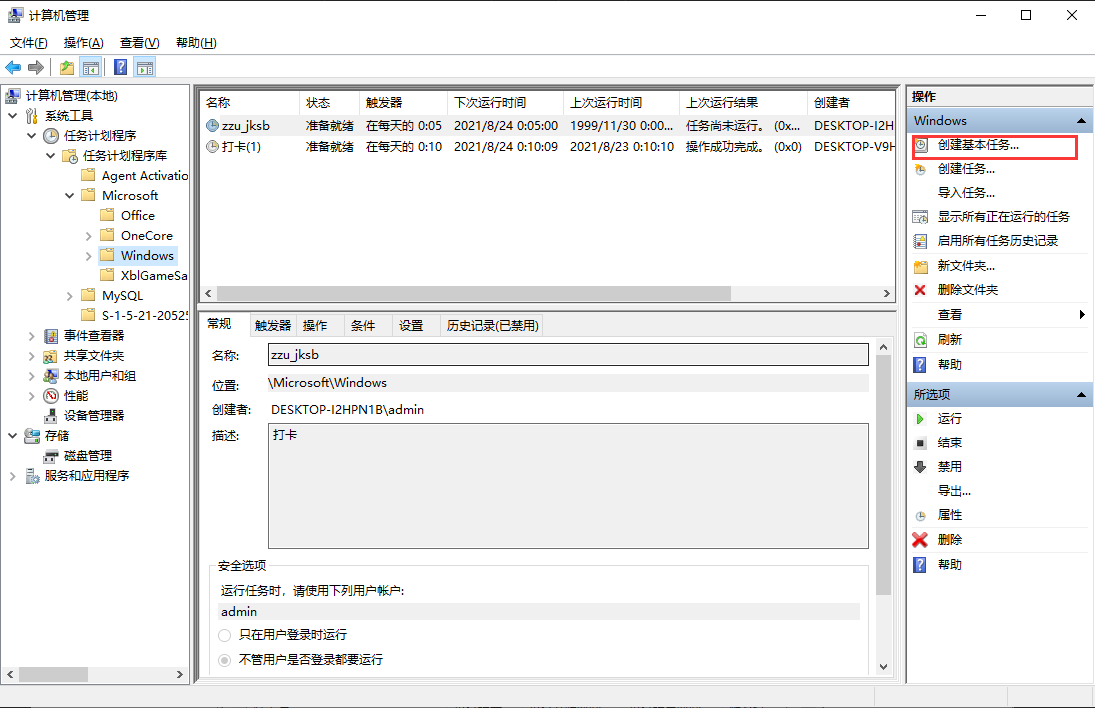 计算机管理
文件(F) 操作(A) 查看(V) 帮助(H)
计算机管理(本地)
系统工具
任务计划程序
任务计划程序库
Agent Activatio
Microsoft
Office
OneCore
Windows
XblGameSa
MySQL
S-1-5-21-20525
事件查看器
共享文件夹
本地用户和组
性能
设备管理器
存储
磁盘管理
服务和应用程序
名称 状态 触发器 下次运行时间 上次运行时间 上次运行结果 创建者
zzu_jksb 准备就绪 在每天的 0:05 2021/8/24 0:05:00 1999/11/30 0:00... 任务尚未运行。 (0x... DESKTOP-I2H
打卡(1) 准备就绪 在每天的 0:10 2021/8/24 0:10:09 2021/8/23 0:10:10 操作成功完成。 (0x0) DESKTOP-V9H
常规 触发器 操作 条件 设置 历史记录(已禁用)
名称: zzu_jksb
位置: \Microsoft\Windows
创建者: DESKTOP-I2HPN1B\admin
描述: 打卡
安全选项
运行任务时，请使用下列用户帐户:
admin
只在用户登录时运行
不管用户是否登录都要运行
操作
Windows
创建基本任务...
创建任务...
导入任务...
显示所有正在运行的任务
启用所有任务历史记录
新文件夹...
删除文件夹
查看
刷新
帮助
所选项
运行
结束
禁用
导出...
属性
删除
帮助